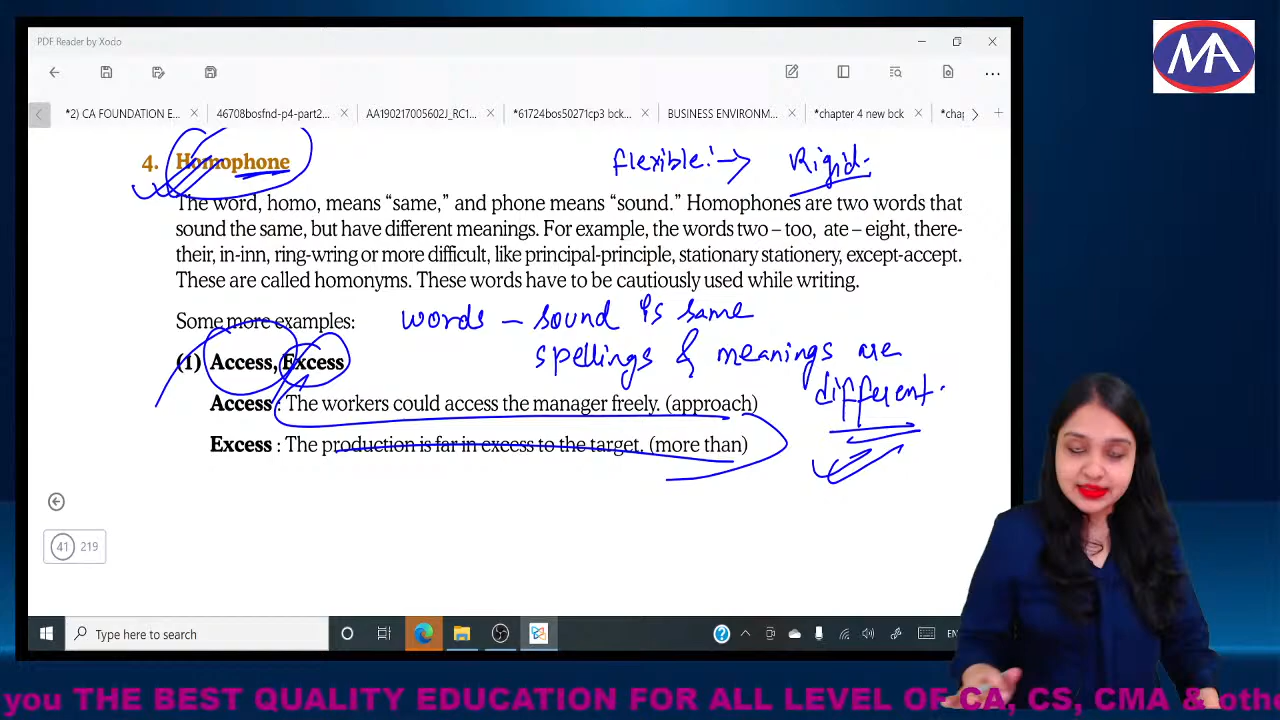 PDF Reader by Xodo
MA
*2) CA FOUNDATION E... 46708bosfnd-p4-part2... AA190217005602J_RC1... *61724bos50271cp3 bck... BUSINESS ENVIRONM... *chapter 4 new bck *chap
4. Homophone
flexible:→ Rigid.
The word, homo, means “same,” and phone means “sound.” Homophones are two words that
sound the same, but have different meanings. For example, the words two – too, ate – eight, there-
their, in-inn, ring-wring or more difficult, like principal-principle, stationary stationery, except-accept.
These are called homonyms. These words have to be cautiously used while writing.
Some more examples:
words – sound is same
spellings & meanings are
different.
(1) Access, Excess
Access : The workers could access the manager freely. (approach)
Excess : The production is far in excess to the target. (more than)
41 219
Type here to search
EN
you THE BEST QUALITY EDUCATION FOR ALL LEVEL OF CA, CS, CMA & othe